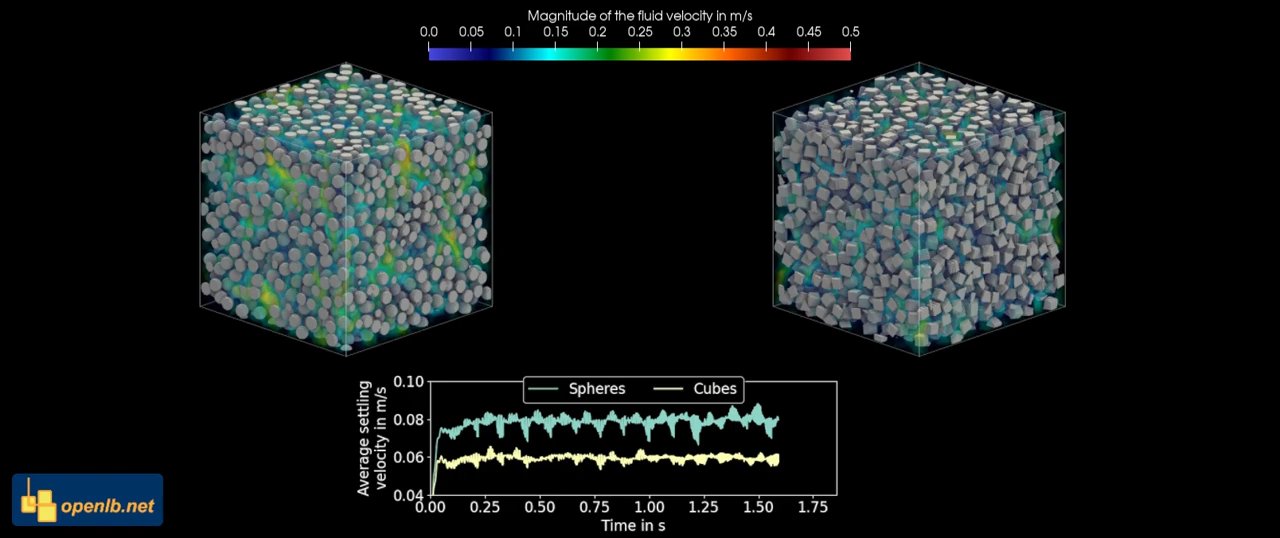 Magnitude of the fluid velocity in m/s
0.0 0.05 0.1 0.15 0.2 0.25 0.3 0.35 0.4 0.45 0.5
Spheres Cubes
Average settling
velocity in m/s
0.10
0.08
0.06
0.04
0.00 0.25 0.50 0.75 1.00 1.25 1.50 1.75
Time in s
openlb.net